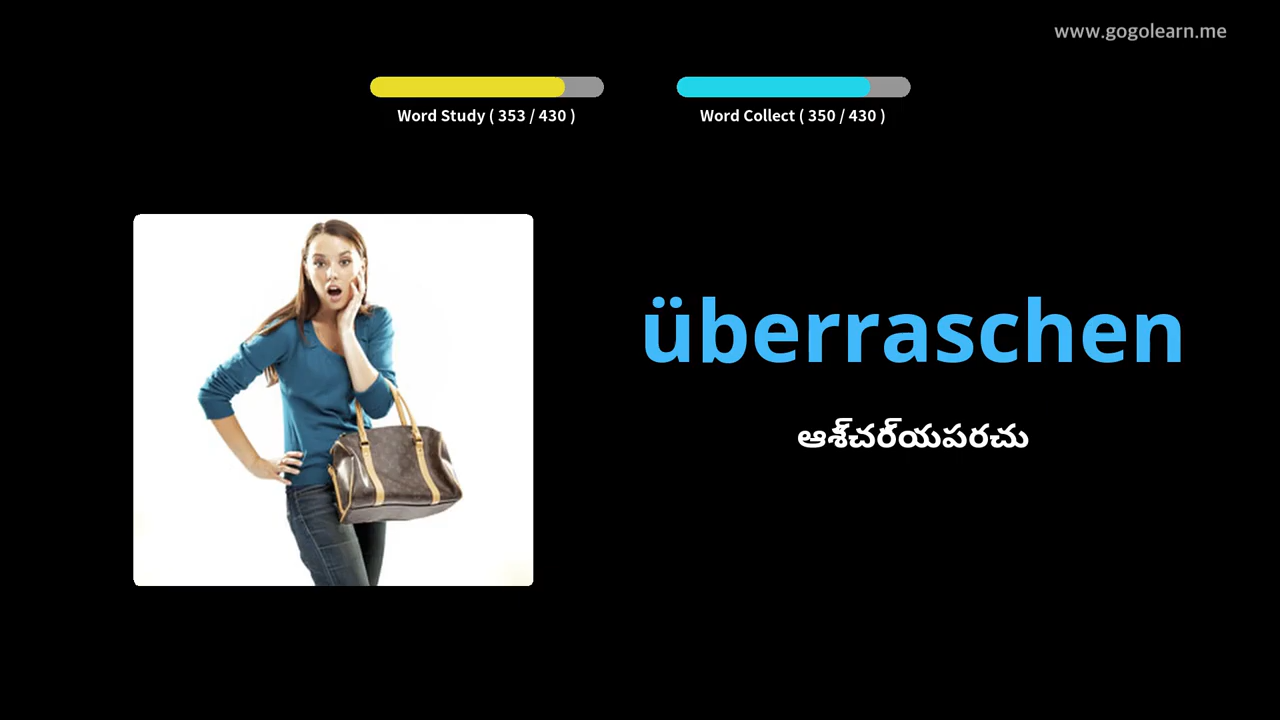 www.gogolearn.me
Word Study ( 353 / 430 )
Word Collect ( 350 / 430 )
überraschen
ఆశ్‌చర్‌యపరచు